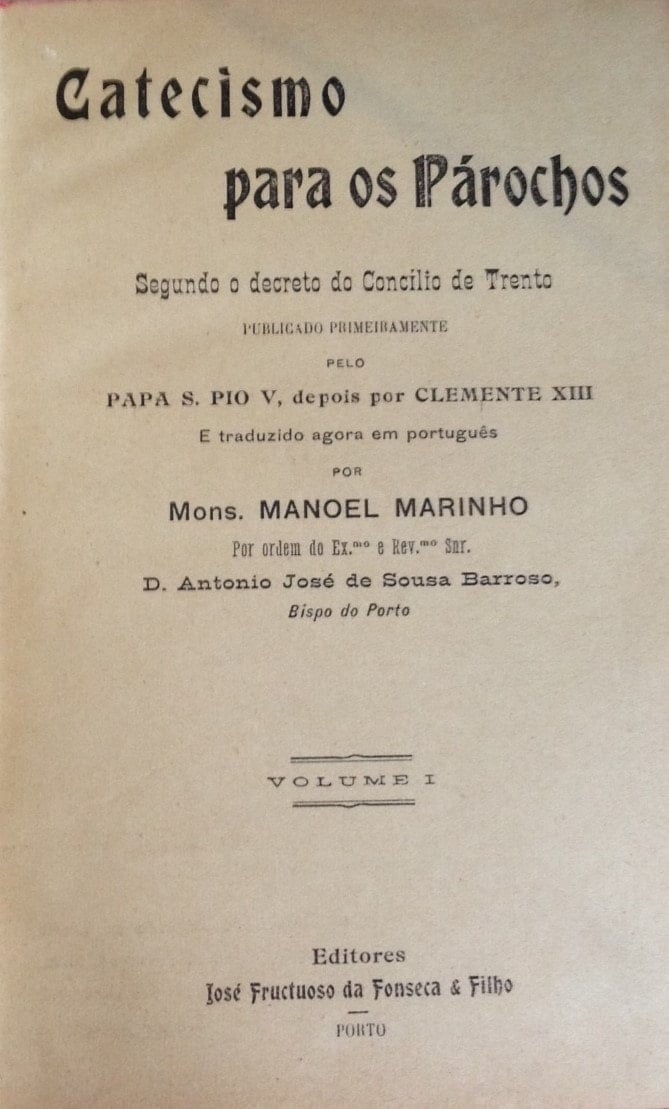 Catecismo
para os Párochos
Segundo o decreto do Concilio de Trento
PUBLICADO PRIMEIRAMENTE
PELO
PAPA S. PIO V, depois por CLEMENTE XIII
E traduzido agora em português
POR
Mons. MANOEL MARINHO
Por ordem do Ex.mo e Rev.mo Snr.
D. Antonio José de Sousa Barroso,
Bispo do Porto
VOLUME I
Editores
José Fructuoso da Fonseca & Filho
PORTO